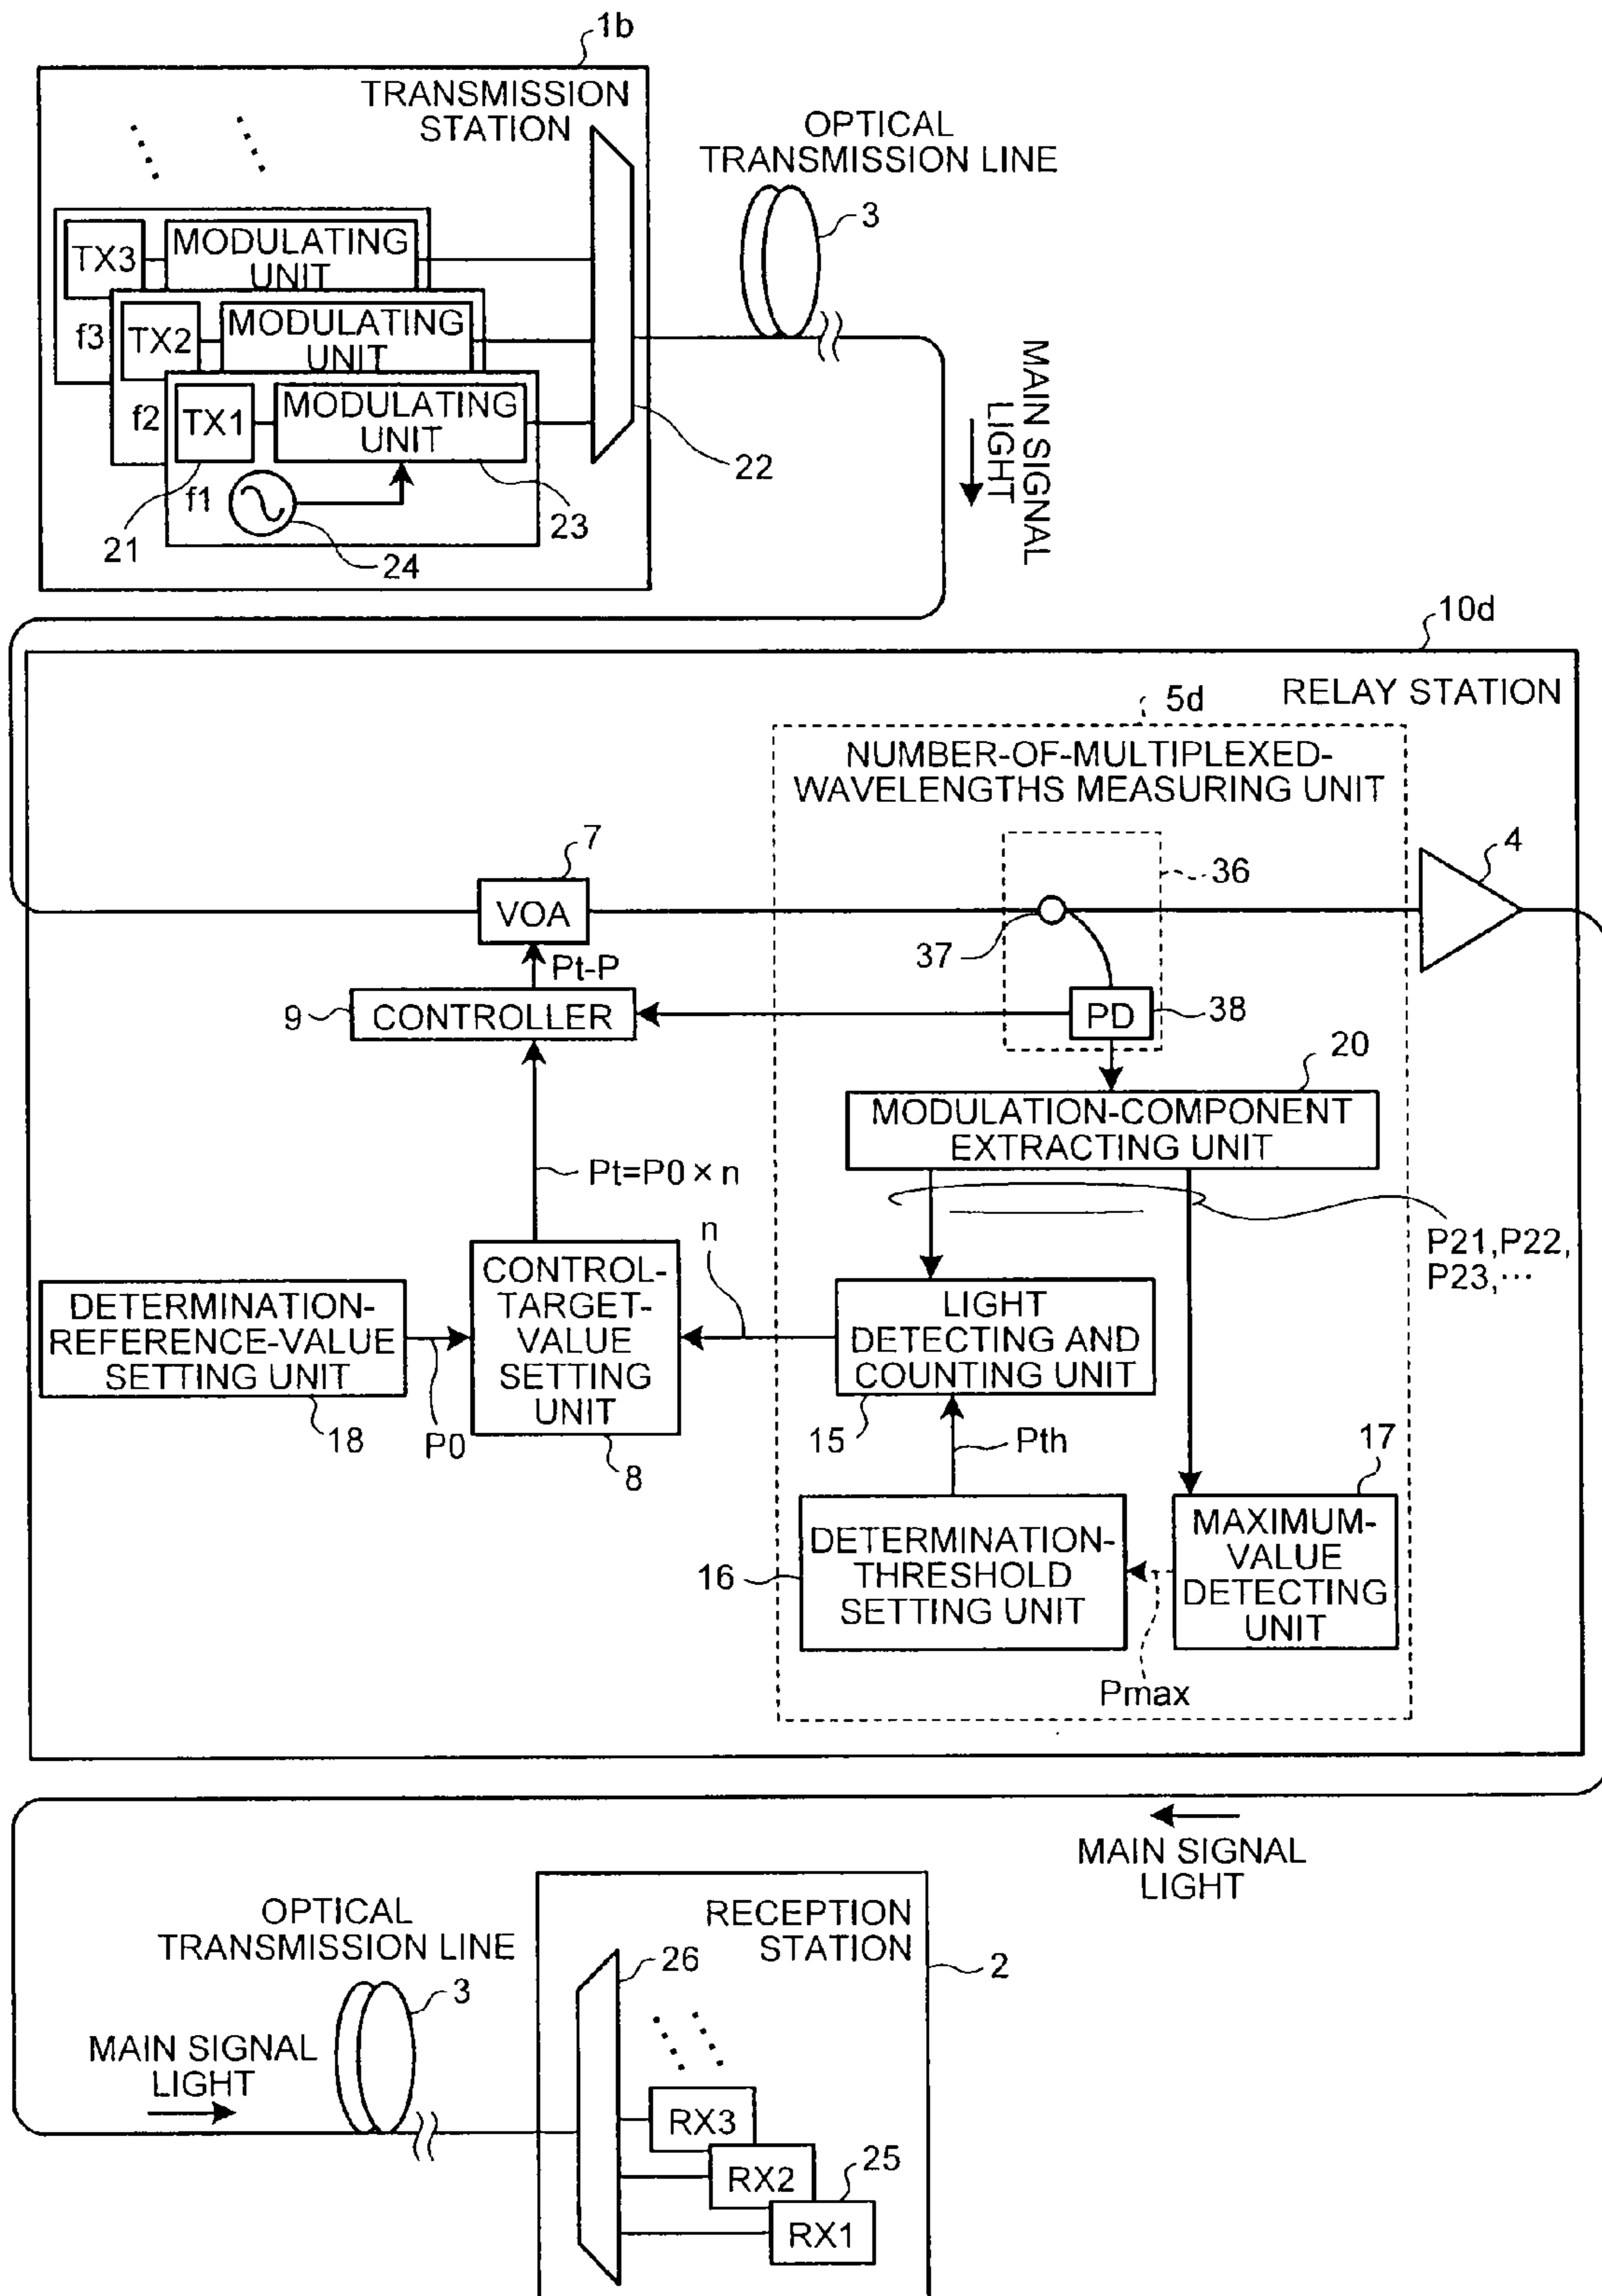 1b
TRANSMISSION
STATION
OPTICAL
TRANSMISSION LINE
3
TX3
MODULATING
UNIT
f3
TX2
MODULATING
UNIT
f2
TX1
MODULATING
UNIT
f1
21
24
23
22
MAIN SIGNAL
LIGHT
10d
RELAY STATION
5d
NUMBER-OF-MULTIPLEXED-
WAVELENGTHS MEASURING UNIT
7
VOA
36
4
37
Pt-P
9
CONTROLLER
PD
38
20
MODULATION-COMPONENT
EXTRACTING UNIT
Pt=P0×n
P21,P22,
P23,···
n
DETERMINATION-
REFERENCE-VALUE
SETTING UNIT
18
P0
CONTROL-
TARGET-
VALUE
SETTING
UNIT
8
LIGHT
DETECTING AND
COUNTING UNIT
15
Pth
17
16
DETERMINATION-
THRESHOLD
SETTING UNIT
MAXIMUM-
VALUE
DETECTING
UNIT
Pmax
MAIN SIGNAL
LIGHT
OPTICAL
TRANSMISSION LINE
3
MAIN SIGNAL
LIGHT
RECEPTION
STATION
2
26
RX3
RX2
25
RX1